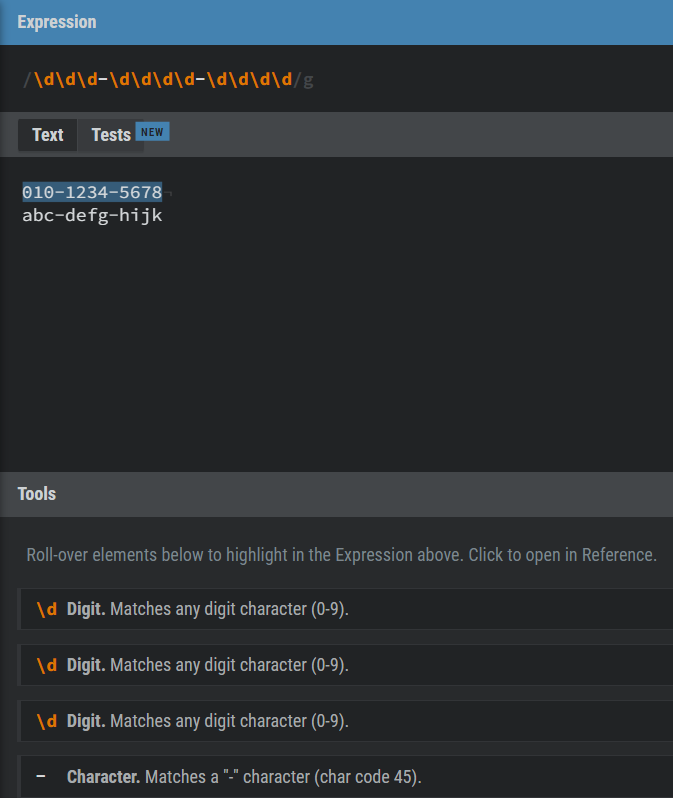 Expression
/\d\d\d-\d\d\d\d-\d\d\d\d/g
Text Tests NEW
010-1234-5678¬
abc-defg-hijk
Tools
Roll-over elements below to highlight in the Expression above. Click to open in Reference.
\d Digit. Matches any digit character (0-9).
\d Digit. Matches any digit character (0-9).
\d Digit. Matches any digit character (0-9).
- Character. Matches a "-" character (char code 45).